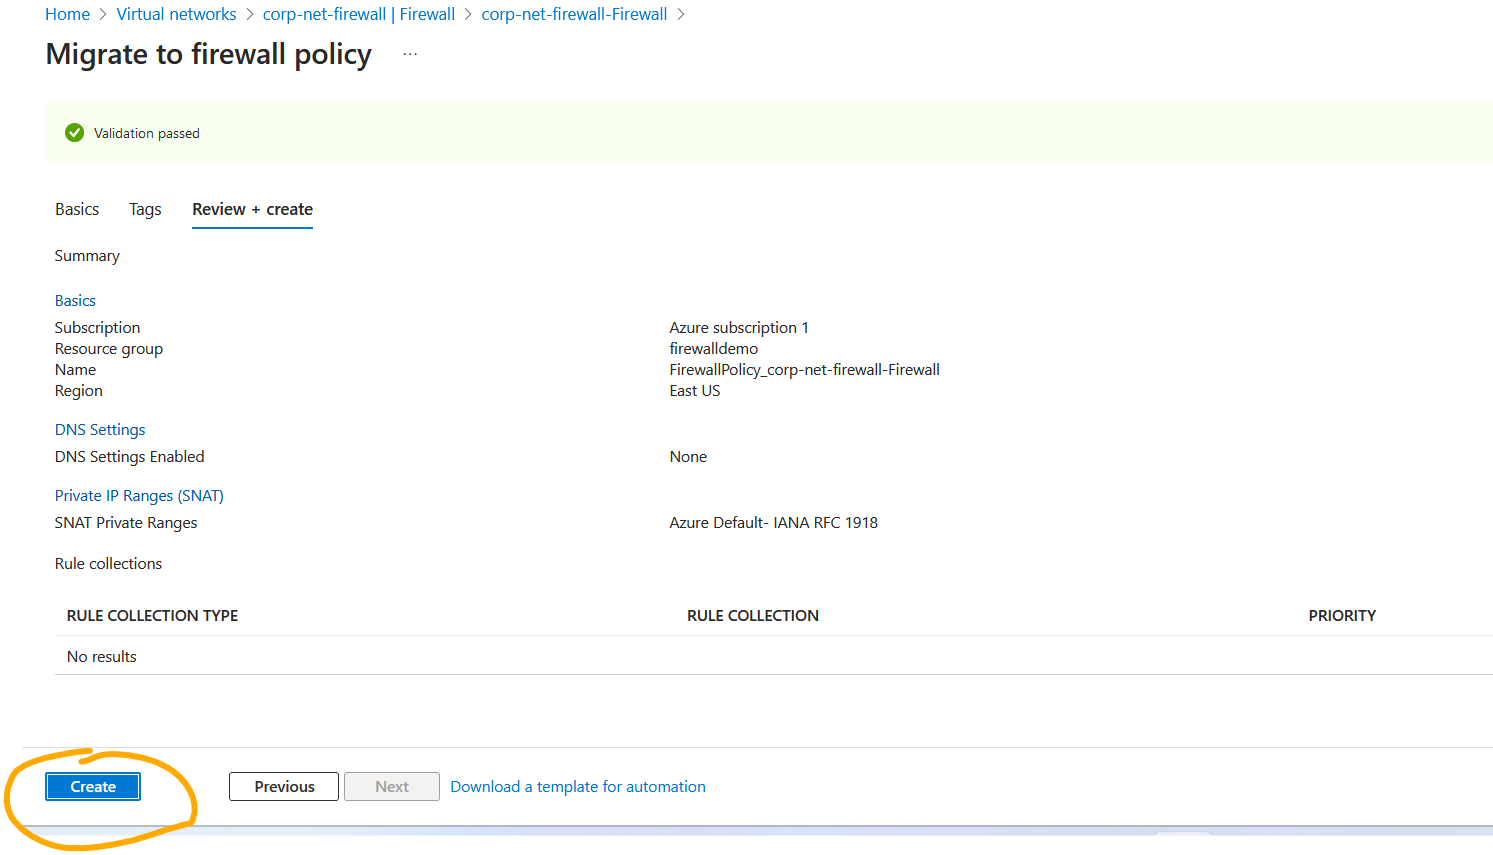 Home > Virtual networks > corp-net-firewall | Firewall > corp-net-firewall-Firewall >
Migrate to firewall policy ...
Validation passed
Basics Tags Review + create
Summary
Basics
Subscription Azure subscription 1
Resource group firewalldemo
Name FirewallPolicy_corp-net-firewall-Firewall
Region East US
DNS Settings
DNS Settings Enabled None
Private IP Ranges (SNAT)
SNAT Private Ranges Azure Default- IANA RFC 1918
Rule collections
RULE COLLECTION TYPE RULE COLLECTION PRIORITY
No results
Create Previous Next Download a template for automation